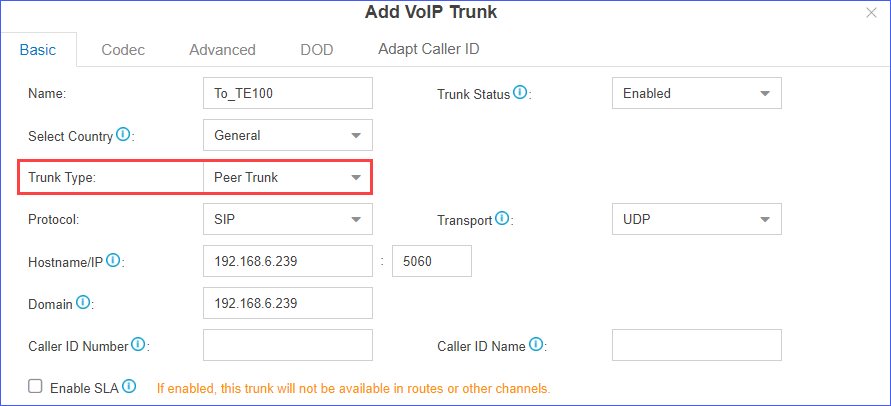 Add VoIP Trunk
Basic Codec Advanced DOD Adapt Caller ID
Name: To_TE100 Trunk Status: Enabled
Select Country: General
Trunk Type: Peer Trunk
Protocol: SIP Transport: UDP
Hostname/IP: 192.168.6.239 : 5060
Domain: 192.168.6.239
Caller ID Number: Caller ID Name:
Enable SLA If enabled, this trunk will not be available in routes or other channels.